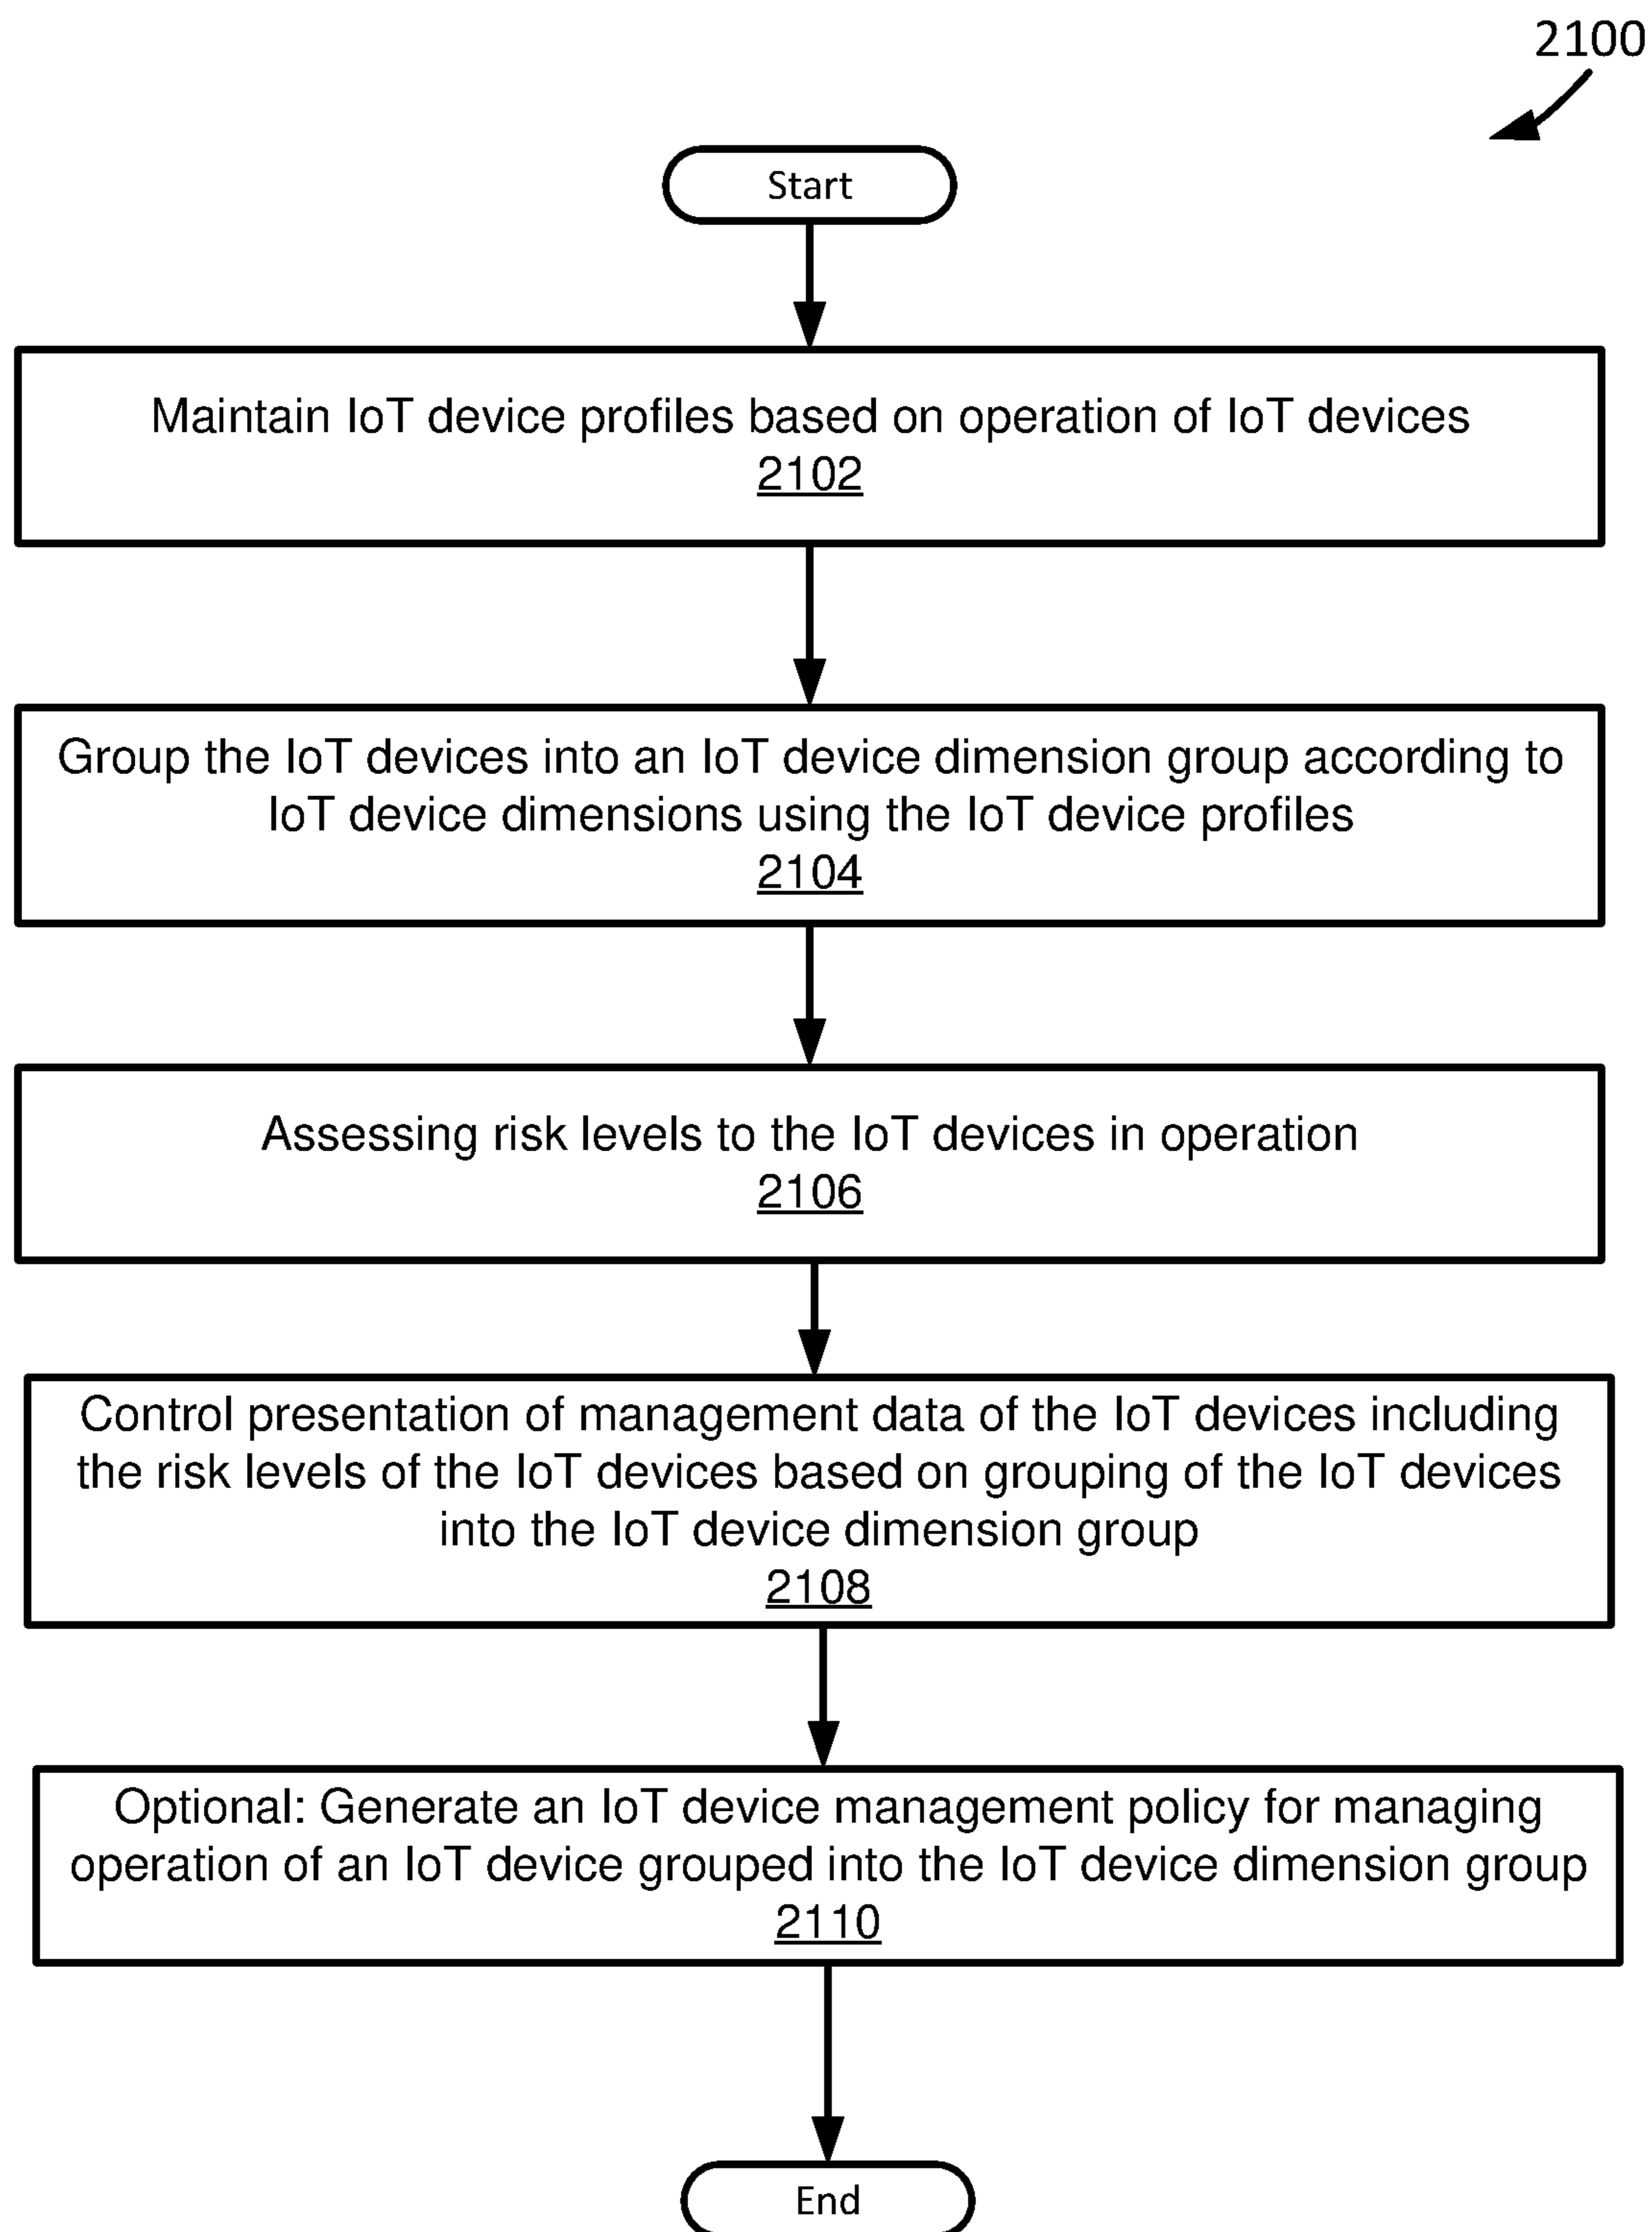 2100
Start
Maintain IoT device profiles based on operation of IoT devices
2102
Group the IoT devices into an IoT device dimension group according to
IoT device dimensions using the IoT device profiles
2104
Assessing risk levels to the IoT devices in operation
2106
Control presentation of management data of the IoT devices including
the risk levels of the IoT devices based on grouping of the IoT devices
into the IoT device dimension group
2108
Optional: Generate an IoT device management policy for managing
operation of an IoT device grouped into the IoT device dimension group
2110
End